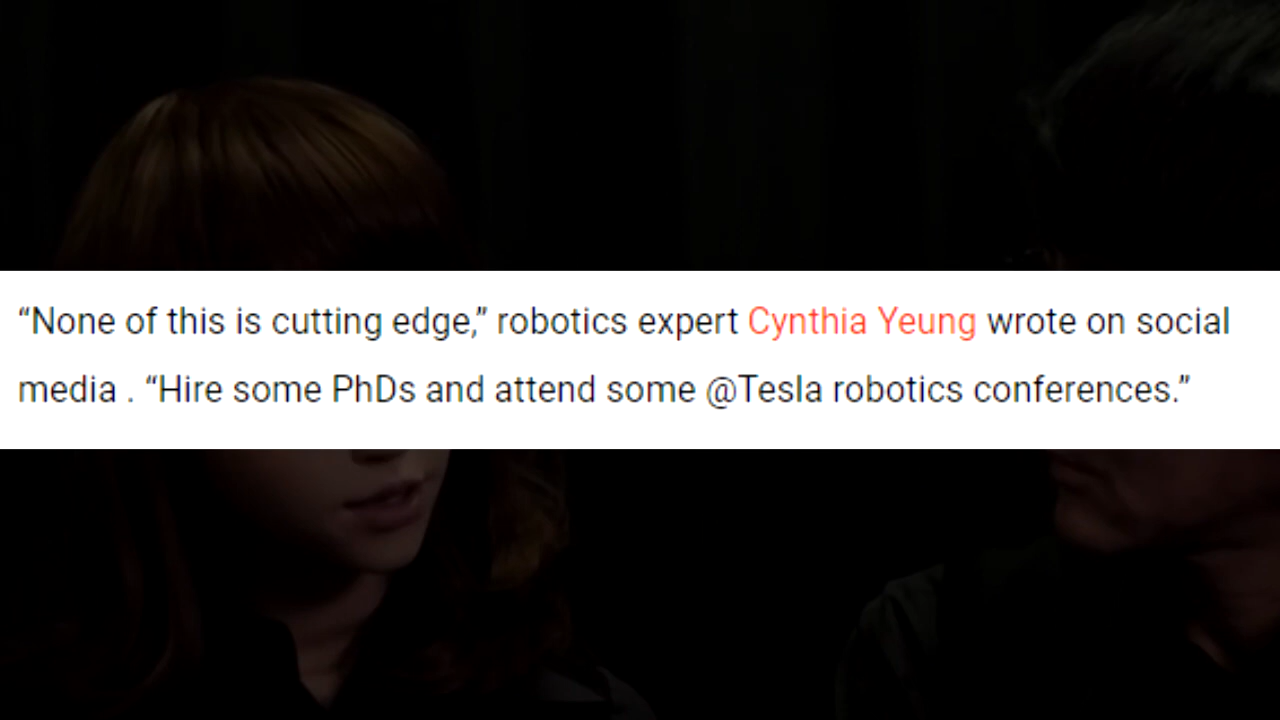 “None of this is cutting edge,” robotics expert Cynthia Yeung wrote on social
media . “Hire some PhDs and attend some @Tesla robotics conferences.”